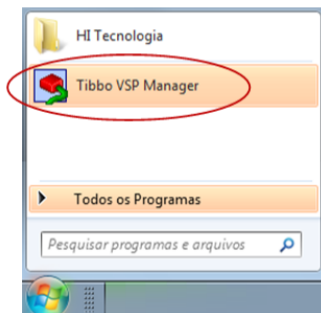 HI Tecnologia
Tibbo VSP Manager
Todos os Programas
Pesquisar programas e arquivos